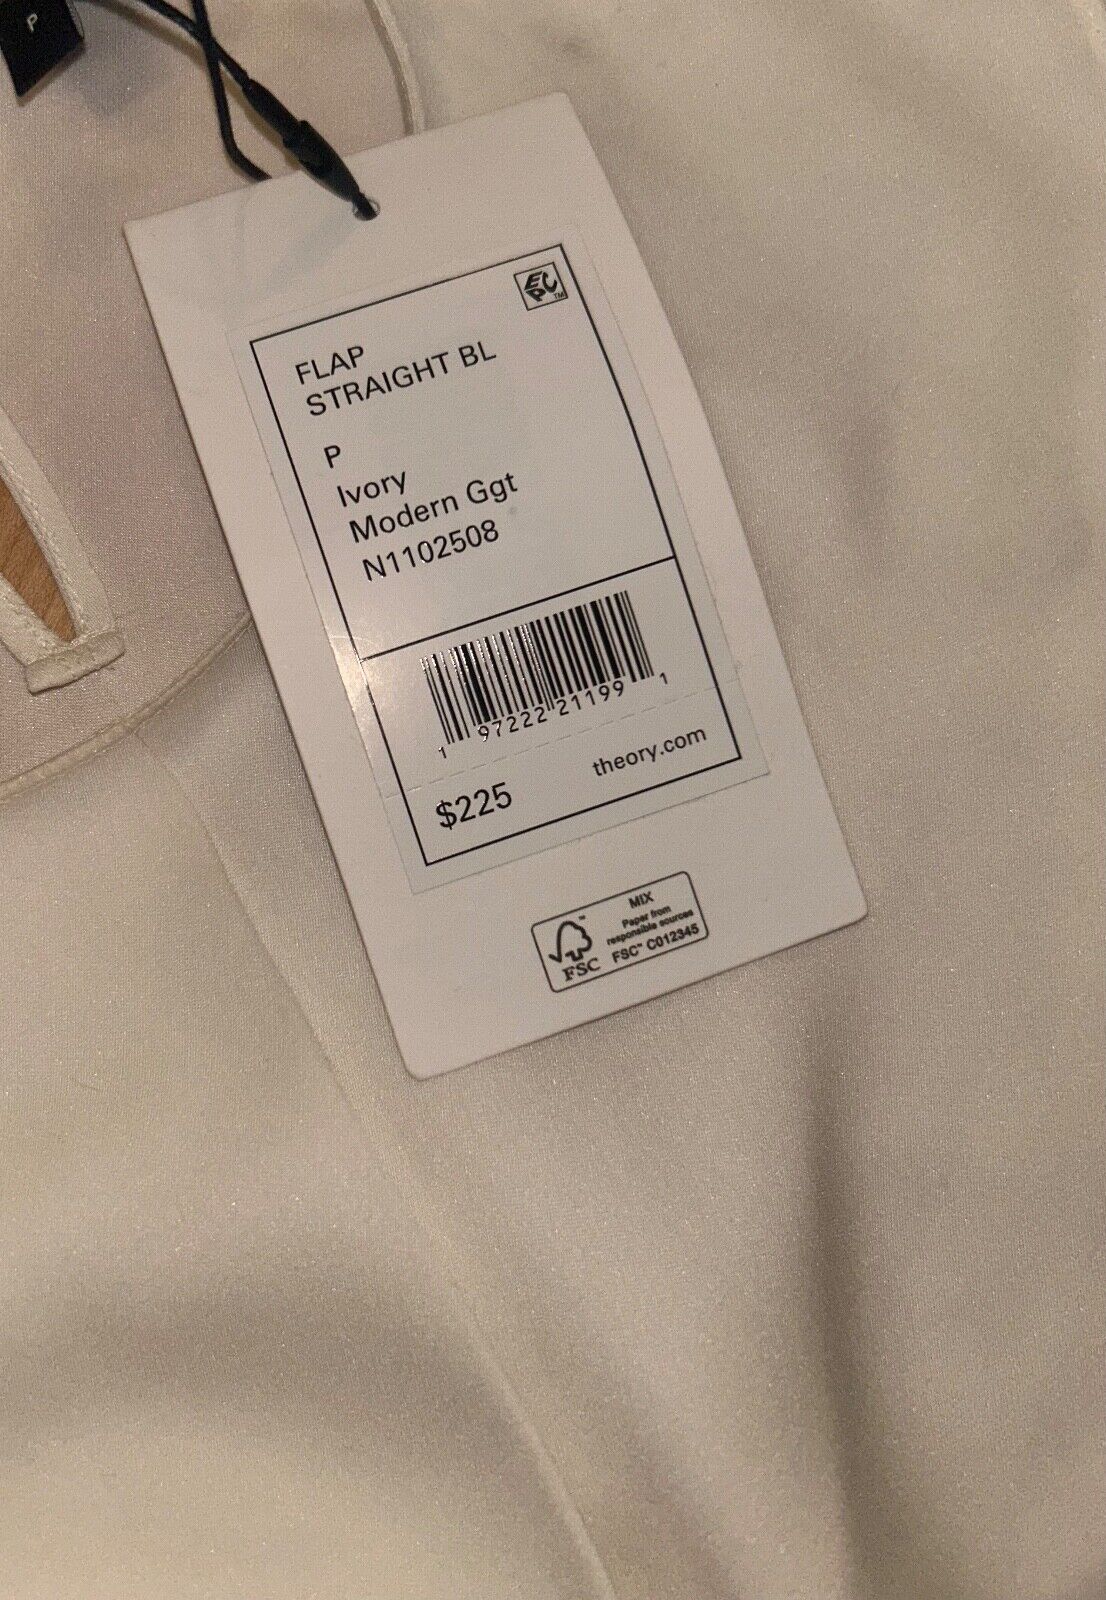 P
EPC™
FLAP
STRAIGHT BL
P
Ivory
Modern Ggt
N1102508
1 97222 21199 1
$225
theory.com
MIX
Paper from
responsible sources
FSC™ C012345
FSC